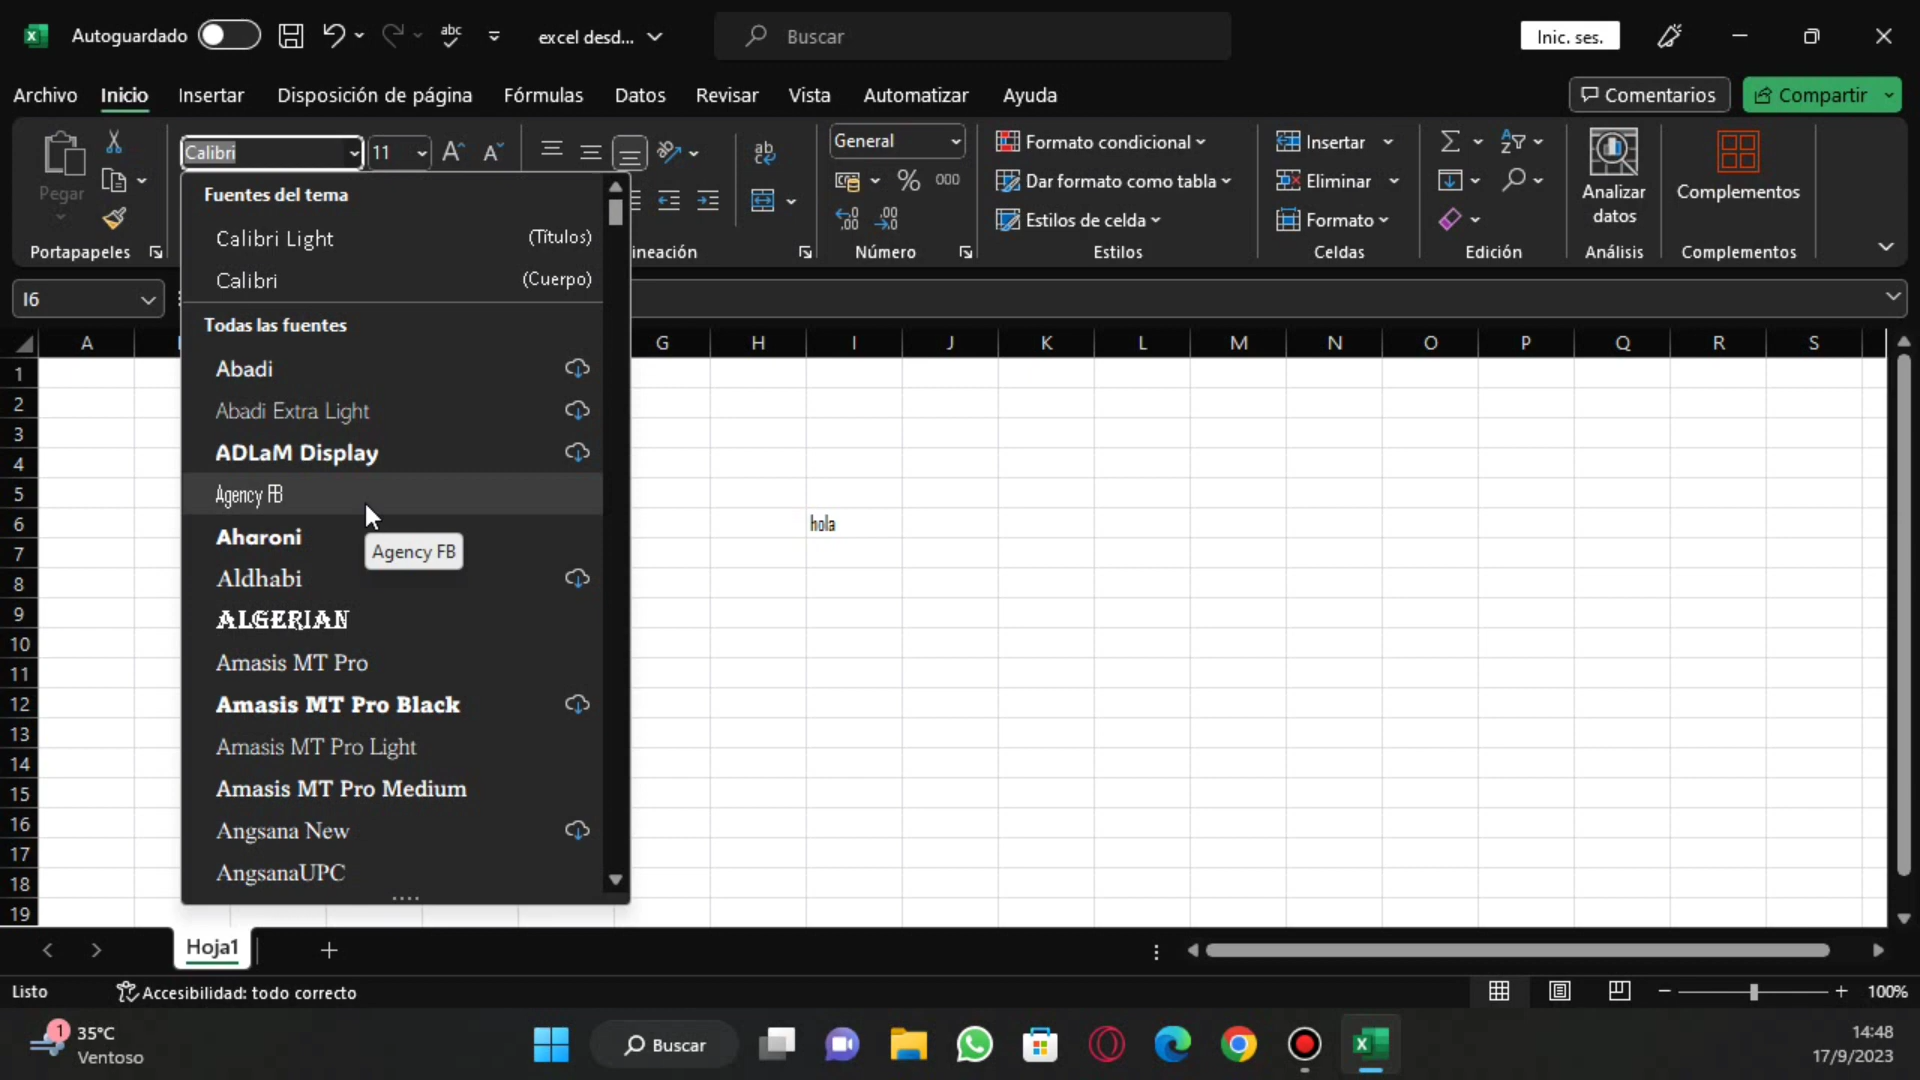 Autoguardado
abc
excel desd...
Buscar
Inic. ses.
Archivo Inicio Insertar Disposición de página Fórmulas Datos Revisar Vista Automatizar Ayuda Comentarios Compartir
Pegar
Portapapeles
Calibri 11
ab
General
% 000
Número
Formato condicional
Dar formato como tabla
Estilos de celda
Estilos
Insertar
Eliminar
Formato
Celdas
Edición
Analizar
datos
Análisis
Complementos
Complementos
ineación
I6
Fuentes del tema
Calibri Light (Títulos)
Calibri (Cuerpo)
Todas las fuentes
Abadi
Abadi Extra Light
ADLaM Display
Agency FB
Aharoni
Agency FB
Aldhabi
ALGERIAN
Amasis MT Pro
Amasis MT Pro Black
Amasis MT Pro Light
Amasis MT Pro Medium
Angsana New
AngsanaUPC
A G H I J K L M N O P Q R S
1
2
3
4
5
6
hola
7
8
9
10
11
12
13
14
15
16
17
18
19
Hoja1
Listo
Accesibilidad: todo correcto
100%
1
35°C
Ventoso
Buscar
14:48
17/9/2023